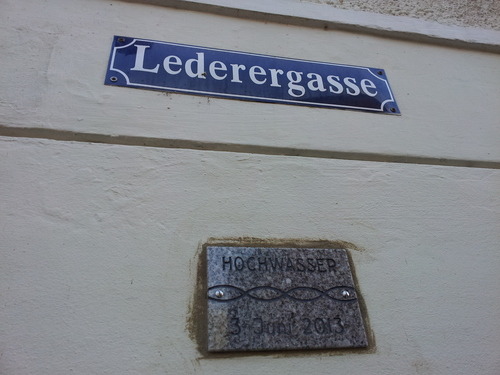 Lederergasse
HOCHWASSER
3. Juni 2013